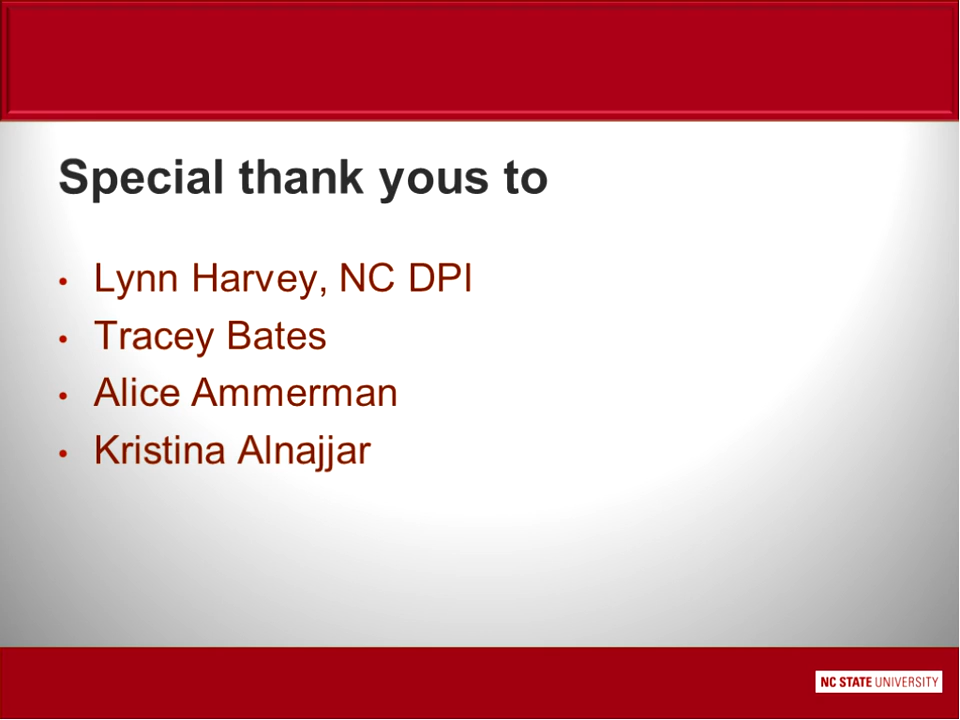 Special thank yous to
• Lynn Harvey, NC DPI
• Tracey Bates
• Alice Ammerman
• Kristina Alnajjar
NC STATE UNIVERSITY